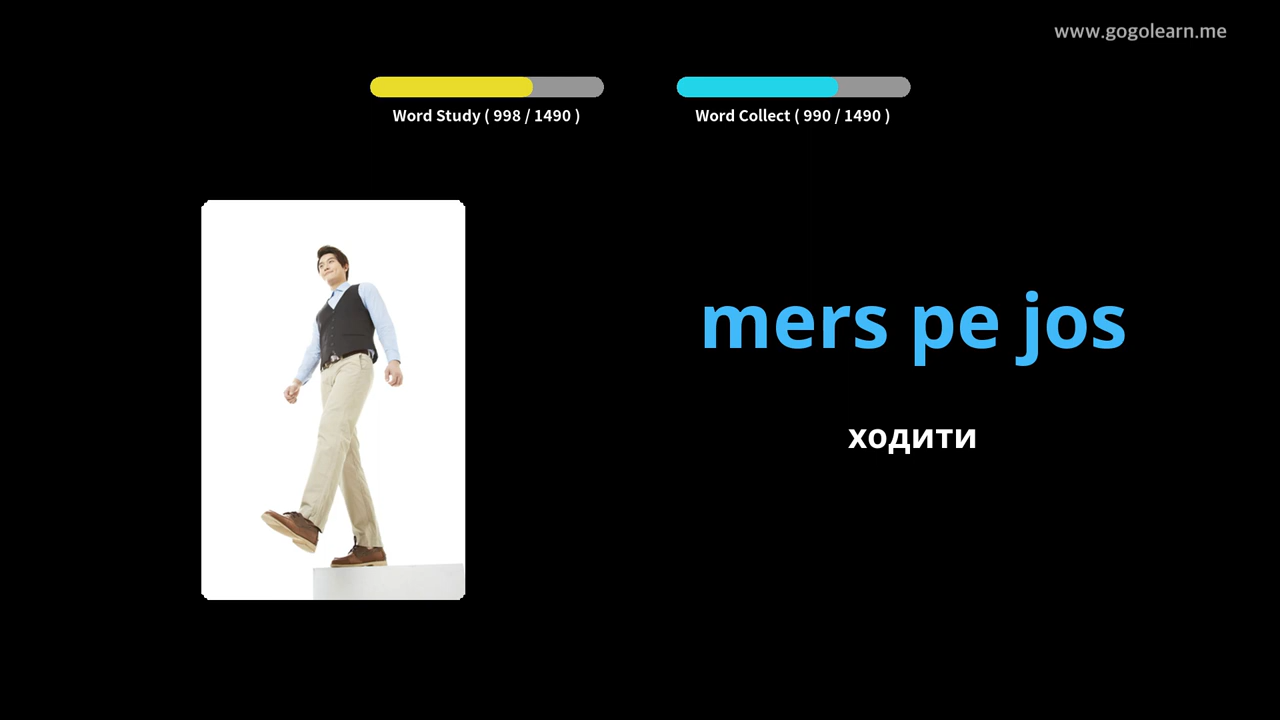 www.gogolearn.me
Word Study ( 998 / 1490 )
Word Collect ( 990 / 1490 )
mers pe jos
ходити